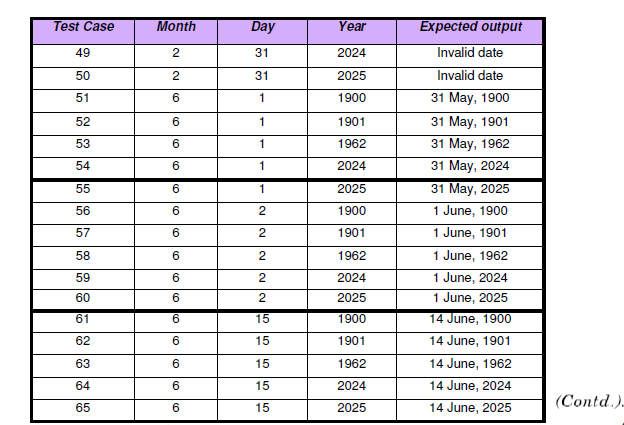 Test Case Month Day Year Expected output
49 2 31 2024 Invalid date
50 2 31 2025 Invalid date
51 6 1 1900 31 May, 1900
52 6 1 1901 31 May, 1901
53 6 1 1962 31 May, 1962
54 6 1 2024 31 May, 2024
55 6 1 2025 31 May, 2025
56 6 2 1900 1 June, 1900
57 6 2 1901 1 June, 1901
58 6 2 1962 1 June, 1962
59 6 2 2024 1 June, 2024
60 6 2 2025 1 June, 2025
61 6 15 1900 14 June, 1900
62 6 15 1901 14 June, 1901
63 6 15 1962 14 June, 1962
64 6 15 2024 14 June, 2024
65 6 15 2025 14 June, 2025
(Contd.).